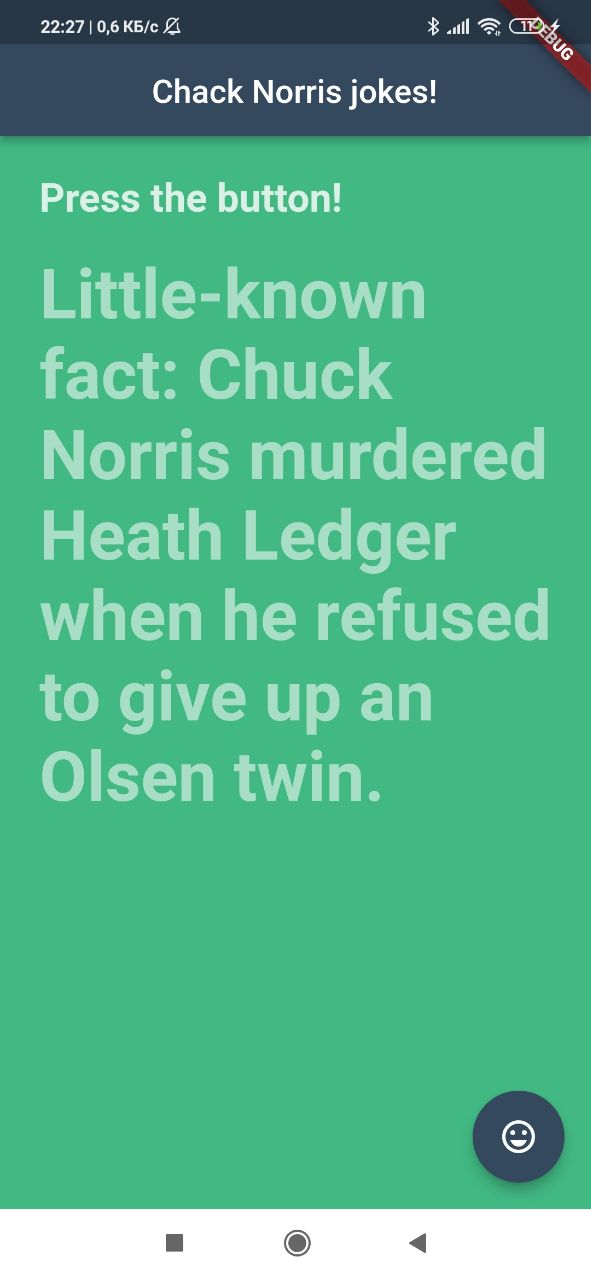 22:27 | 0,6 КБ/с
DEBUG
Chack Norris jokes!
Press the button!
Little-known
fact: Chuck
Norris murdered
Heath Ledger
when he refused
to give up an
Olsen twin.